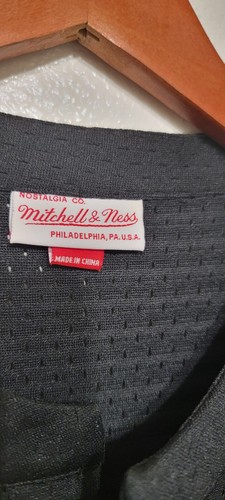 NOSTALGIA CO.
Mitchell & Ness
PHILADELPHIA, PA. U.S.A.
MADE IN CHINA